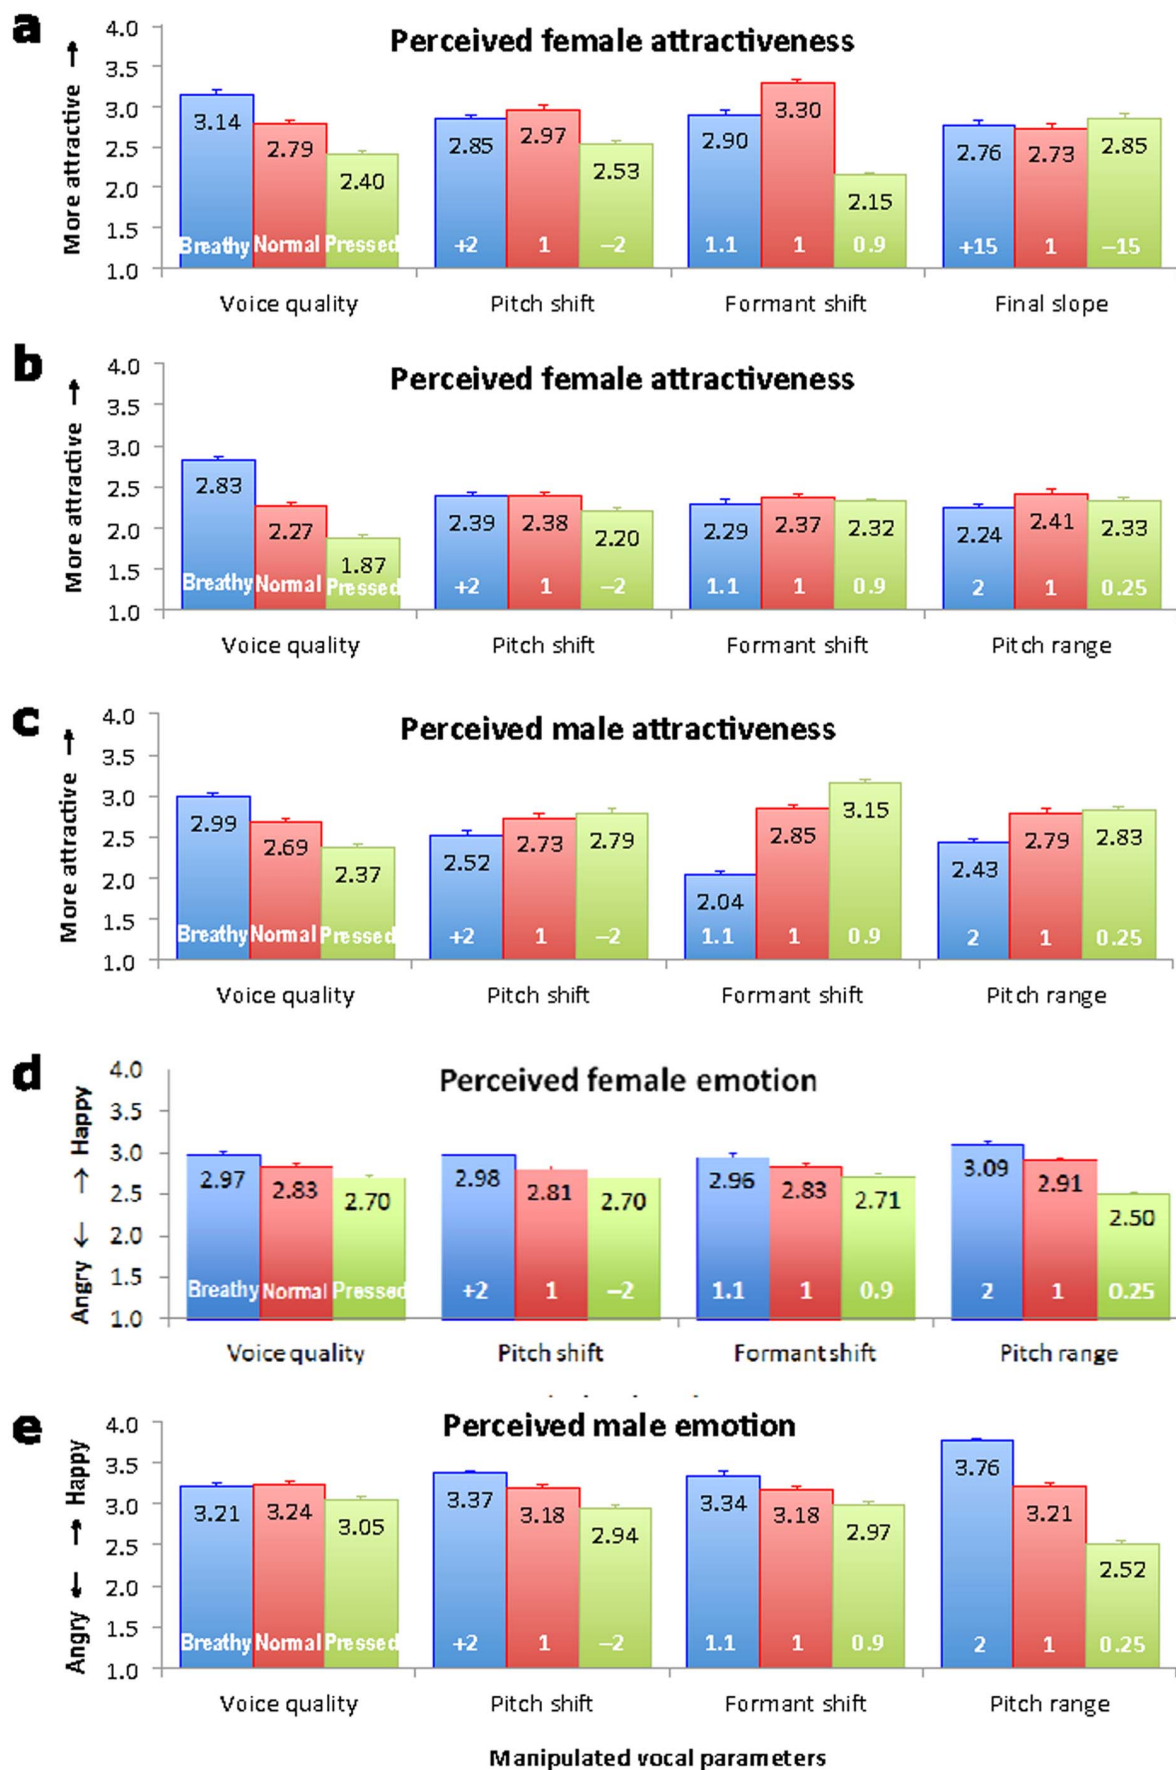 a
Perceived female attractiveness
More attractive →
4.0
3.5
3.0
2.5
2.0
1.5
1.0
3.14 2.79 2.40 2.85 2.97 2.53 2.90 3.30 2.15 2.76 2.73 2.85
Breathy Normal Pressed +2 1 −2 1.1 1 0.9 +15 1 −15
Voice quality Pitch shift Formant shift Final slope
b
Perceived female attractiveness
More attractive →
4.0
3.5
3.0
2.5
2.0
1.5
1.0
2.83 2.27 1.87 2.39 2.38 2.20 2.29 2.37 2.32 2.24 2.41 2.33
Breathy Normal Pressed +2 1 −2 1.1 1 0.9 2 1 0.25
Voice quality Pitch shift Formant shift Pitch range
c
Perceived male attractiveness
More attractive →
4.0
3.5
3.0
2.5
2.0
1.5
1.0
2.99 2.69 2.37 2.52 2.73 2.79 2.04 2.85 3.15 2.43 2.79 2.83
Breathy Normal Pressed +2 1 −2 1.1 1 0.9 2 1 0.25
Voice quality Pitch shift Formant shift Pitch range
d
Perceived female emotion
Angry ← → Happy
4.0
3.5
3.0
2.5
2.0
1.5
1.0
2.97 2.83 2.70 2.98 2.81 2.70 2.96 2.83 2.71 3.09 2.91 2.50
Breathy Normal Pressed +2 1 −2 1.1 1 0.9 2 1 0.25
Voice quality Pitch shift Formant shift Pitch range
e
Perceived male emotion
Angry ← → Happy
4.0
3.5
3.0
2.5
2.0
1.5
1.0
3.21 3.24 3.05 3.37 3.18 2.94 3.34 3.18 2.97 3.76 3.21 2.52
Breathy Normal Pressed +2 1 −2 1.1 1 0.9 2 1 0.25
Voice quality Pitch shift Formant shift Pitch range
Manipulated vocal parameters